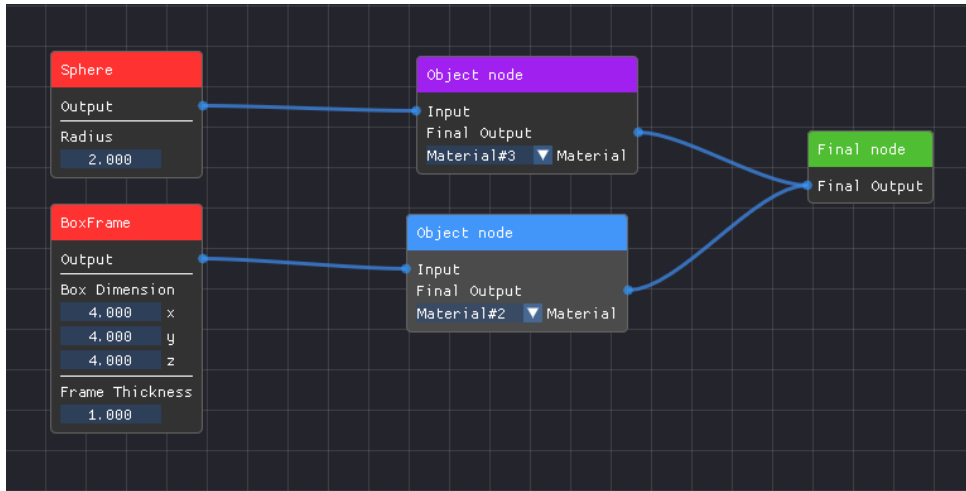 Sphere
Output
Radius
2.000
BoxFrame
Output
Box Dimension
4.000 x
4.000 y
4.000 z
Frame Thickness
1.000
Object node
Input
Final Output
Material#3 Material
Object node
Input
Final Output
Material#2 Material
Final node
Final Output